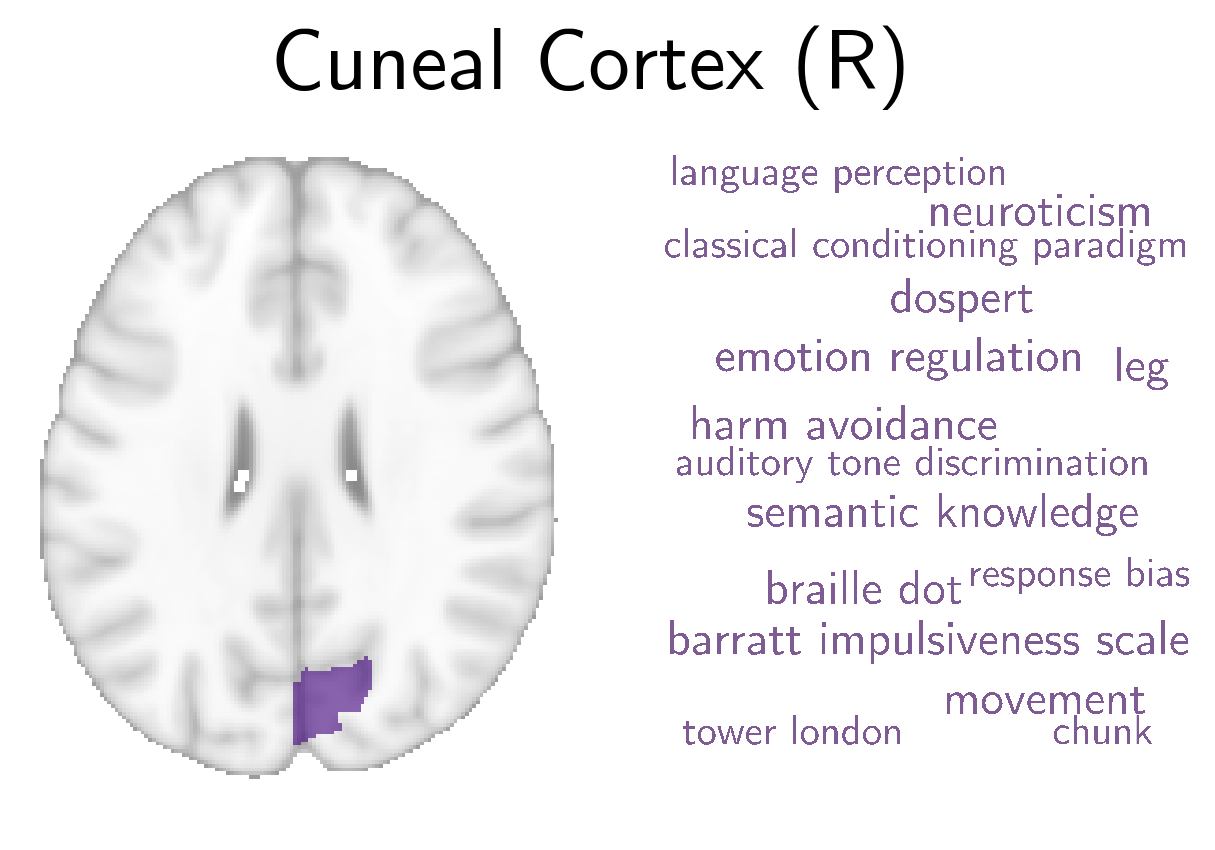 Cuneal Cortex (R)
language perception
neuroticism
classical conditioning paradigm
dospert
emotion regulation
leg
harm avoidance
auditory tone discrimination
semantic knowledge
response bias
braille dot
barratt impulsiveness scale
movement
tower london
chunk